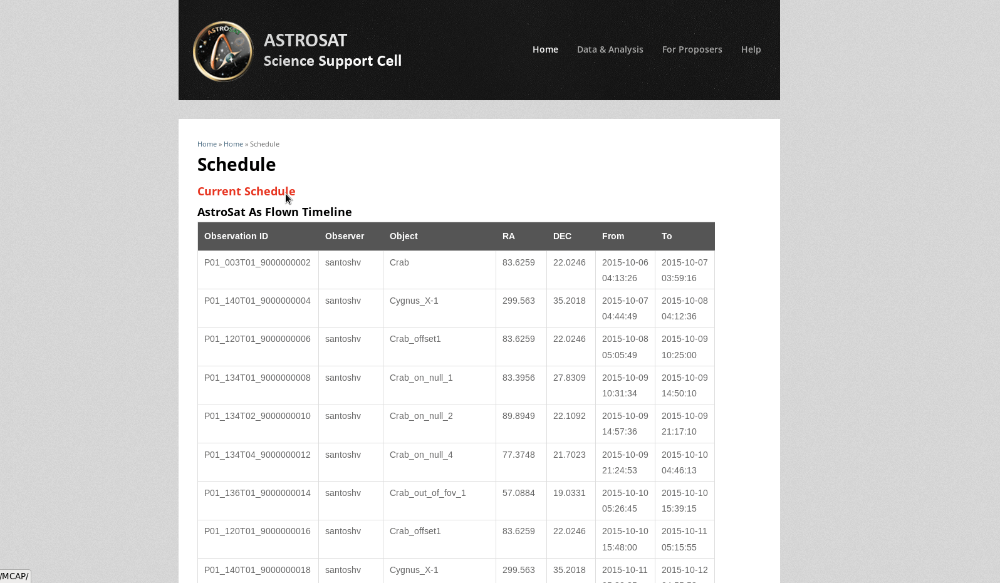 ASTROSAT
Science Support Cell
Home Data & Analysis For Proposers Help
Home » Home » Schedule
Schedule
Current Schedule
AstroSat As Flown Timeline
Observation ID Observer Object RA DEC From To
P01_003T01_9000000002 santoshv Crab 83.6259 22.0246 2015-10-06 2015-10-07
04:13:26 03:59:16
P01_140T01_9000000004 santoshv Cygnus_X-1 299.563 35.2018 2015-10-07 2015-10-08
04:44:49 04:12:36
P01_120T01_9000000006 santoshv Crab_offset1 83.6259 22.0246 2015-10-08 2015-10-09
05:05:49 10:25:00
P01_134T01_9000000008 santoshv Crab_on_null_1 83.3956 27.8309 2015-10-09 2015-10-09
10:31:34 14:50:10
P01_134T02_9000000010 santoshv Crab_on_null_2 89.8949 22.1092 2015-10-09 2015-10-09
14:57:36 21:17:10
P01_134T04_9000000012 santoshv Crab_on_null_4 77.3748 21.7023 2015-10-09 2015-10-10
21:24:53 04:46:13
P01_136T01_9000000014 santoshv Crab_out_of_fov_1 57.0884 19.0331 2015-10-10 2015-10-10
05:26:45 15:39:15
P01_120T01_9000000016 santoshv Crab_offset1 83.6259 22.0246 2015-10-10 2015-10-11
15:48:00 05:15:55
P01_140T01_9000000018 santoshv Cygnus_X-1 299.563 35.2018 2015-10-11 2015-10-12
/MCAP/